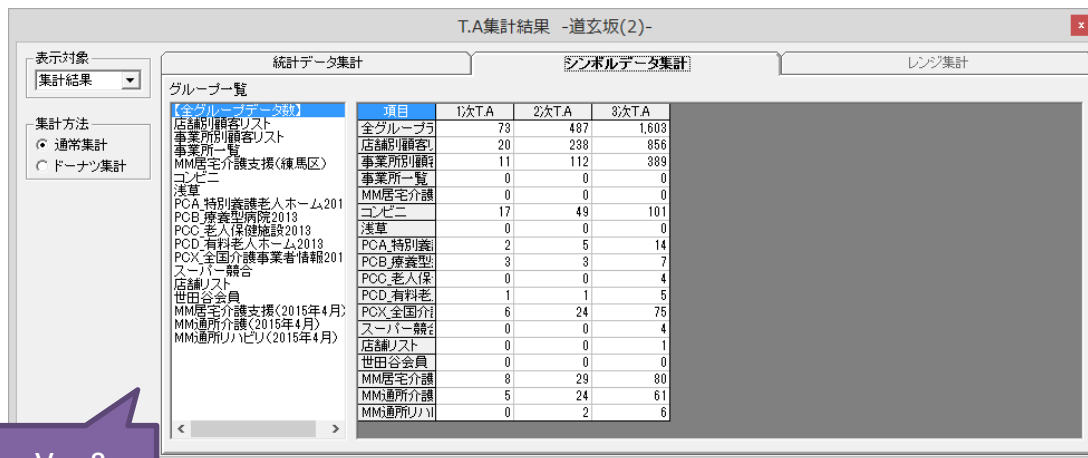 T.A集計結果 -道玄坂(2)-
x
表示対象
集計結果
集計方法
通常集計
ドーナツ集計
統計データ集計
シンボルデータ集計
レンジ集計
グループ一覧
【全グループデータ数】
店舗別顧客リスト
事業所別顧客リスト
事業所一覧
MM居宅介護支援(練馬区)
コンビニ
浅草
PCA_特別養護老人ホーム201
PCB_療養型病院2013
PCC_老人保健施設2013
PCD_有料老人ホーム2013
PCX_全国介護事業者情報201
スーパー競合
店舗リスト
世田谷会員
MM居宅介護支援(2015年4月)
MM通所介護(2015年4月)
MM通所リハビリ(2015年4月)
項目 1次T.A 2次T.A 3次T.A
全グループデ 73 487 1,603
店舗別顧客リ 20 238 856
事業所別顧客 11 112 389
事業所一覧 0 0 0
MM居宅介護 0 0 0
コンビニ 17 49 101
浅草 0 0 0
PCA_特別養護 2 5 14
PCB_療養型 3 3 7
PCC_老人保 0 0 4
PCD_有料老 1 1 5
PCX_全国介 6 24 75
スーパー競合 0 0 4
店舗リスト 0 0 1
世田谷会員 0 0 0
MM居宅介護 8 29 80
MM通所介護 5 24 61
MM通所リハ 0 2 6